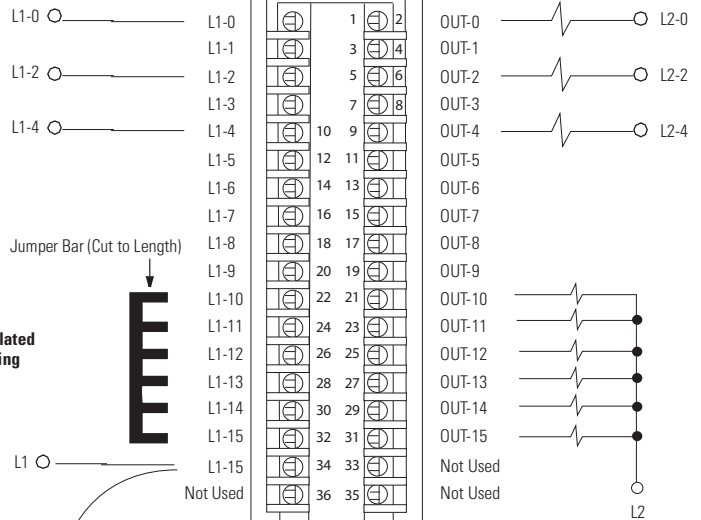 L1-0 L1-0 1 2 OUT-0 L2-0
L1-1 3 4 OUT-1
L1-2 L1-2 5 6 OUT-2 L2-2
L1-3 7 8 OUT-3
L1-4 L1-4 10 9 OUT-4 L2-4
L1-5 12 11 OUT-5
L1-6 14 13 OUT-6
L1-7 16 15 OUT-7
Jumper Bar (Cut to Length) L1-8 18 17 OUT-8
L1-9 20 19 OUT-9
L1-10 22 21 OUT-10
L1-11 24 23 OUT-11
L1-12 26 25 OUT-12
L1-13 28 27 OUT-13
L1-14 30 29 OUT-14
L1-15 32 31 OUT-15
L1 L1-15 34 33 Not Used
Not Used 36 35 Not Used
L2